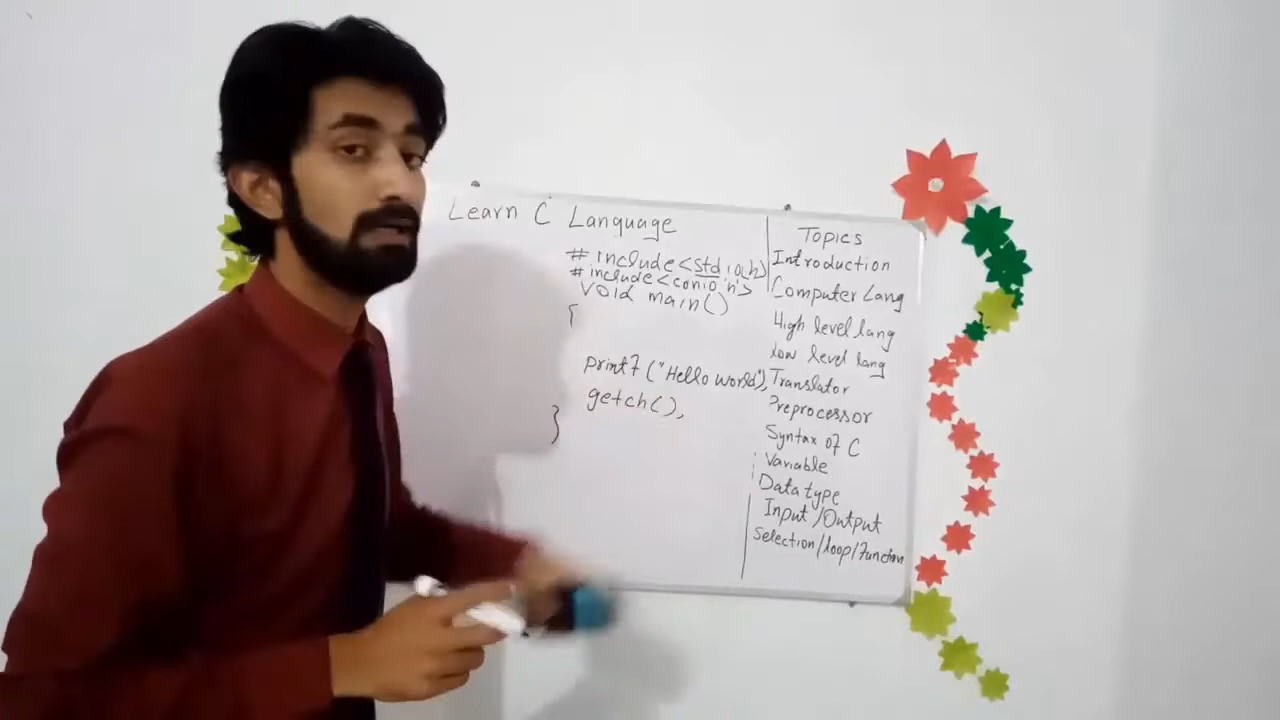 Learn C Language
#include<stdio.h>
#include<conio.h>
void main()
{
printf("Hello world");
getch();
}
Topics
Introduction
Computer Lang
High level lang
low level lang
Translator
Preprocessor
Syntax of C
Variable
Data type
Input/Output
Selection/loop/Function